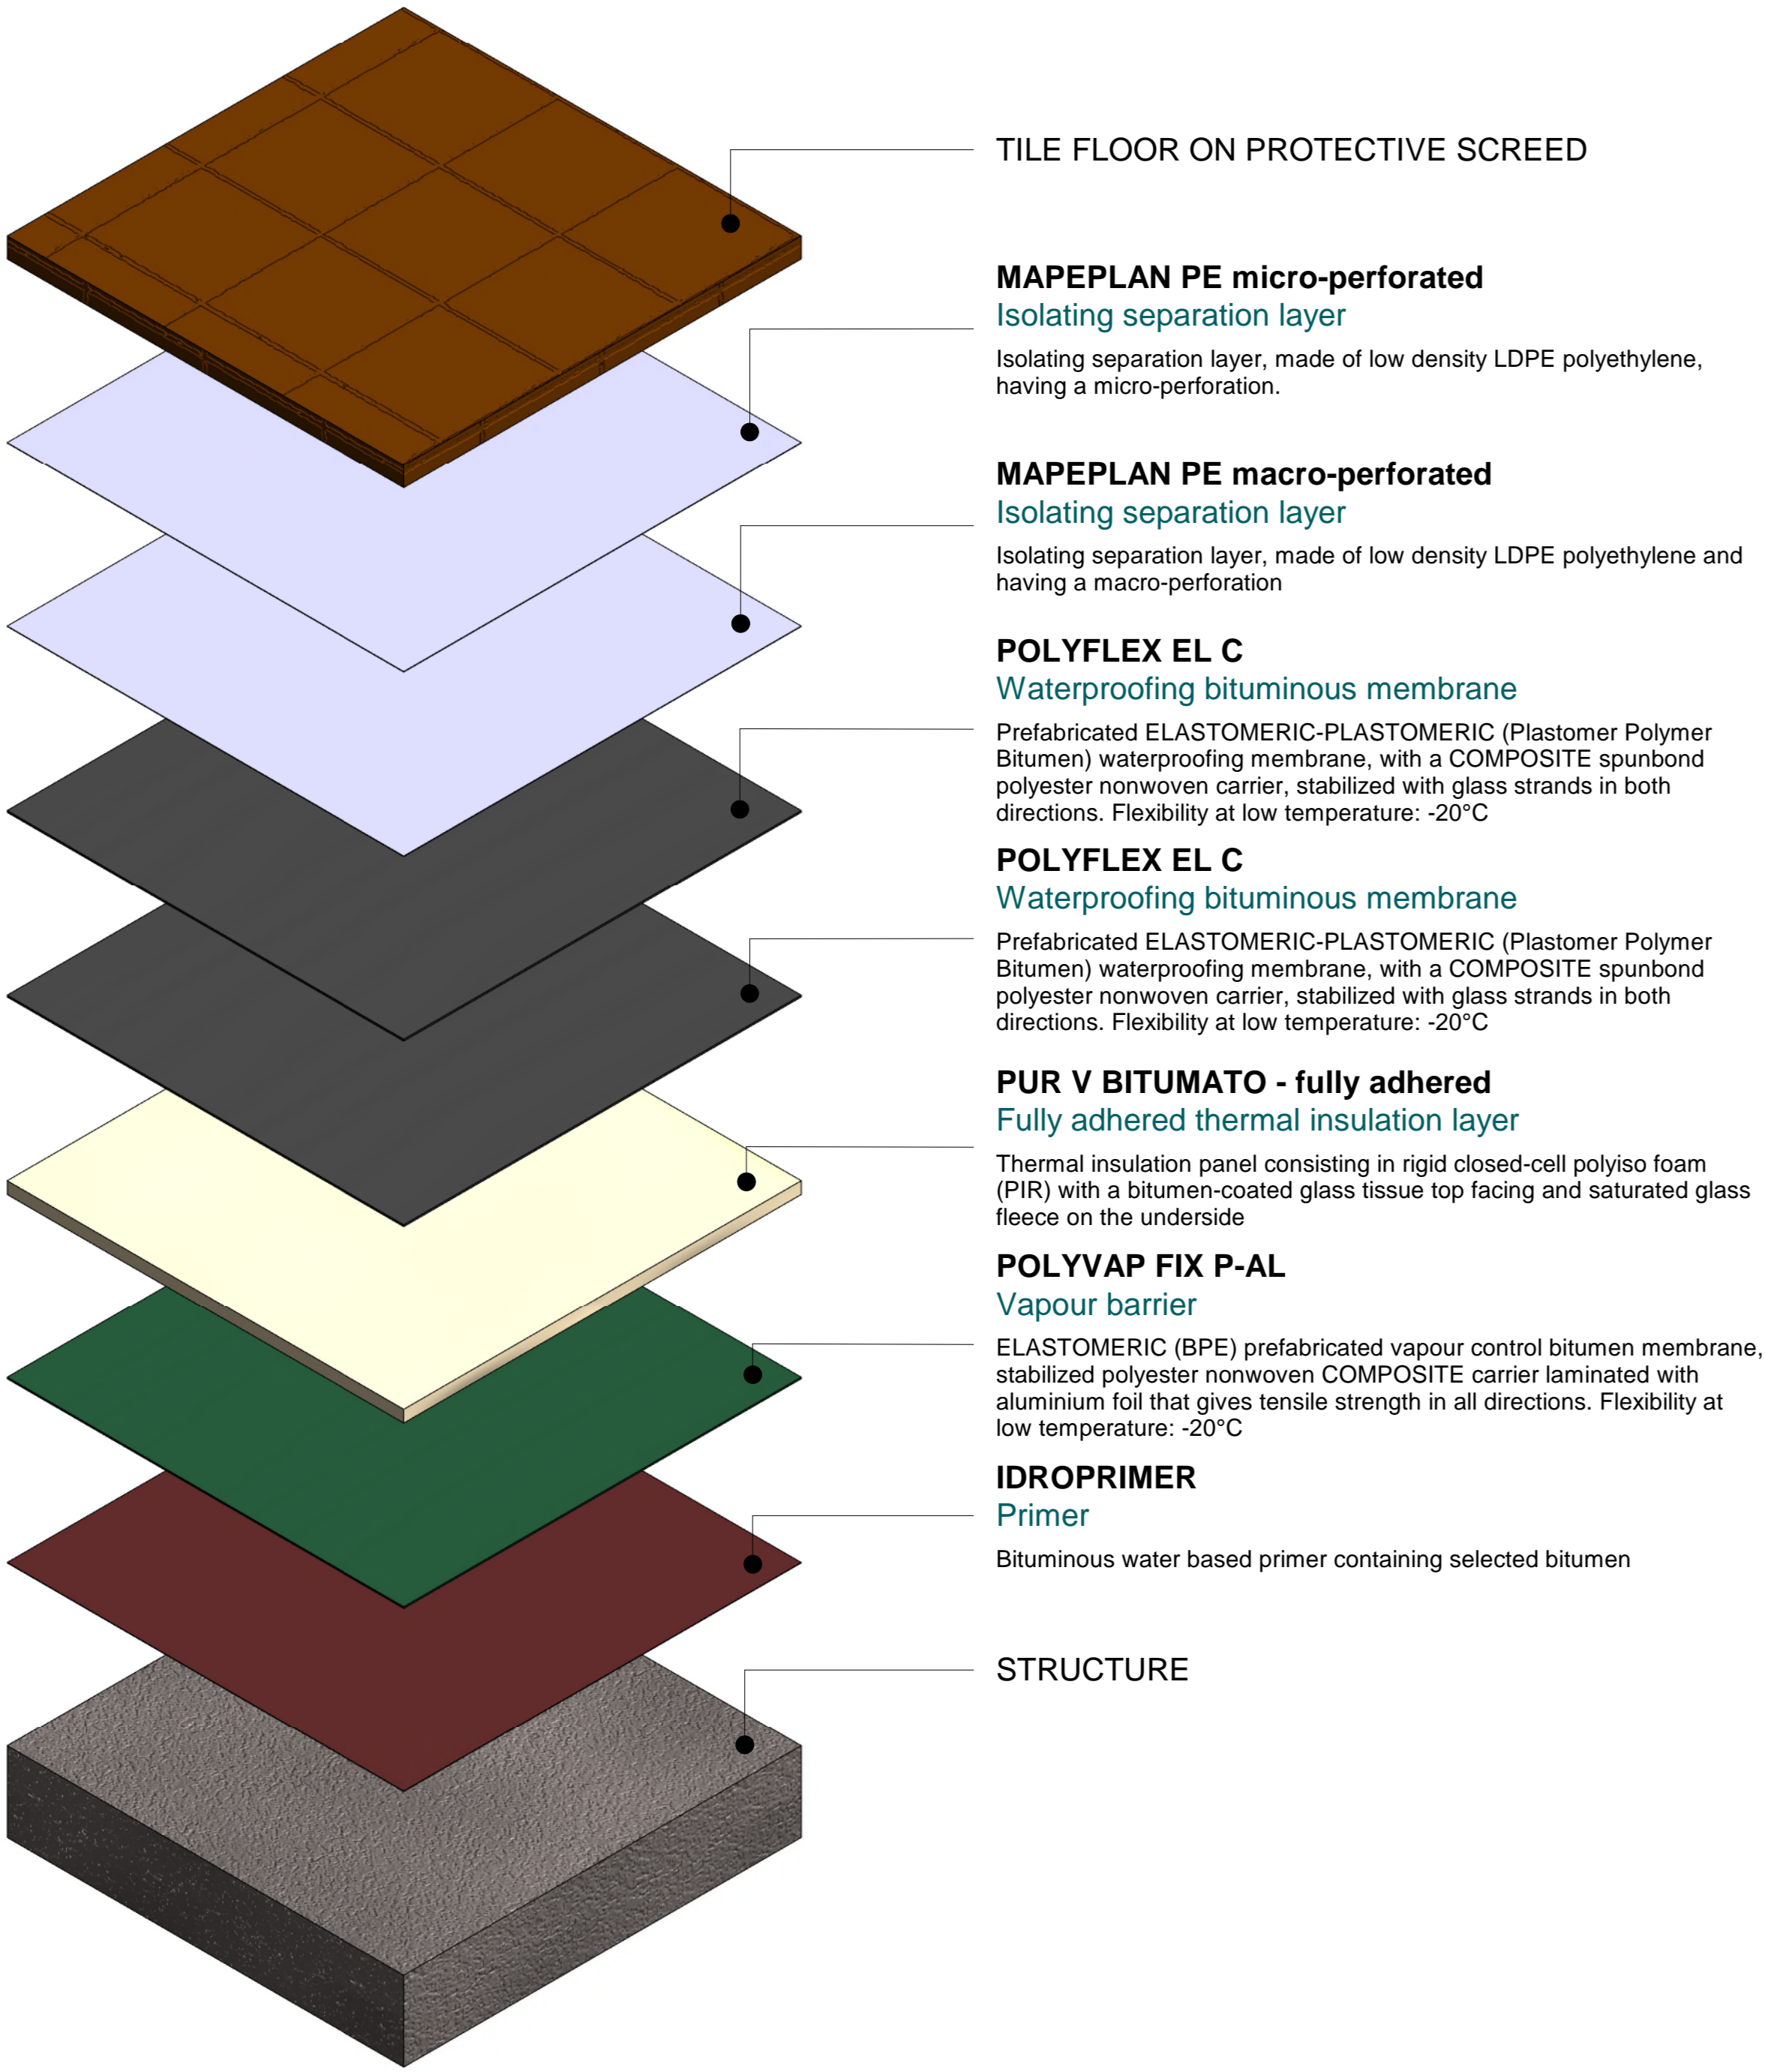 TILE FLOOR ON PROTECTIVE SCREED
MAPEPLAN PE micro-perforated
Isolating separation layer
Isolating separation layer, made of low density LDPE polyethylene,
having a micro-perforation.
MAPEPLAN PE macro-perforated
Isolating separation layer
Isolating separation layer, made of low density LDPE polyethylene and
having a macro-perforation
POLYFLEX EL C
Waterproofing bituminous membrane
Prefabricated ELASTOMERIC-PLASTOMERIC (Plastomer Polymer
Bitumen) waterproofing membrane, with a COMPOSITE spunbond
polyester nonwoven carrier, stabilized with glass strands in both
directions. Flexibility at low temperature: -20°C
POLYFLEX EL C
Waterproofing bituminous membrane
Prefabricated ELASTOMERIC-PLASTOMERIC (Plastomer Polymer
Bitumen) waterproofing membrane, with a COMPOSITE spunbond
polyester nonwoven carrier, stabilized with glass strands in both
directions. Flexibility at low temperature: -20°C
PUR V BITUMATO - fully adhered
Fully adhered thermal insulation layer
Thermal insulation panel consisting in rigid closed-cell polyiso foam
(PIR) with a bitumen-coated glass tissue top facing and saturated glass
fleece on the underside
POLYVAP FIX P-AL
Vapour barrier
ELASTOMERIC (BPE) prefabricated vapour control bitumen membrane,
stabilized polyester nonwoven COMPOSITE carrier laminated with
aluminium foil that gives tensile strength in all directions. Flexibility at
low temperature: -20°C
IDROPRIMER
Primer
Bituminous water based primer containing selected bitumen
STRUCTURE